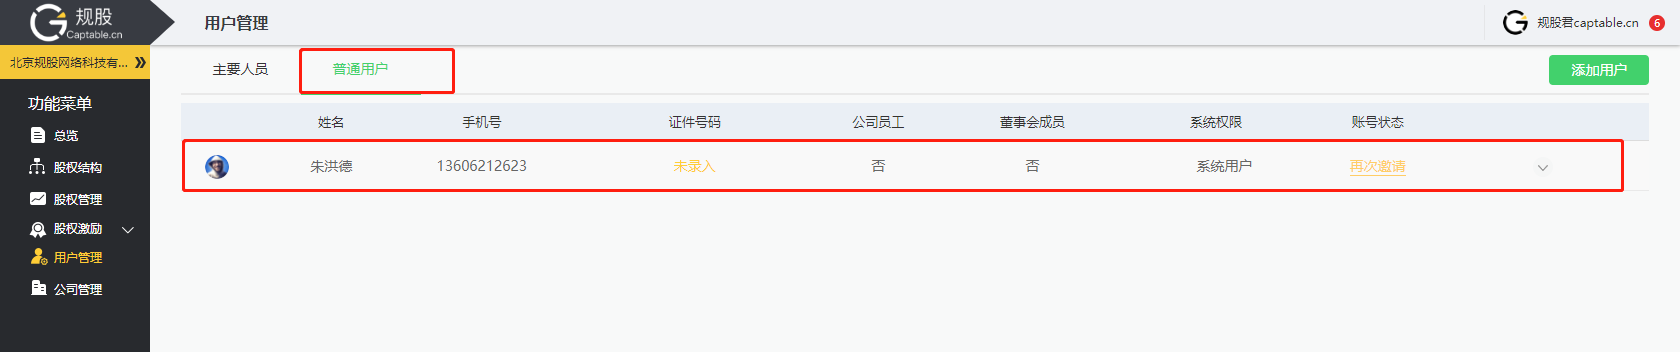 规股
Captable.cn
用户管理
规股君captable.cn
6
北京规股网络科技有...
主要人员
普通用户
添加用户
功能菜单
总览
股权结构
股权管理
股权激励
用户管理
公司管理
姓名 手机号 证件号码 公司员工 董事会成员 系统权限 账号状态
朱洪德 13606212623 未录入 否 否 系统用户 再次邀请